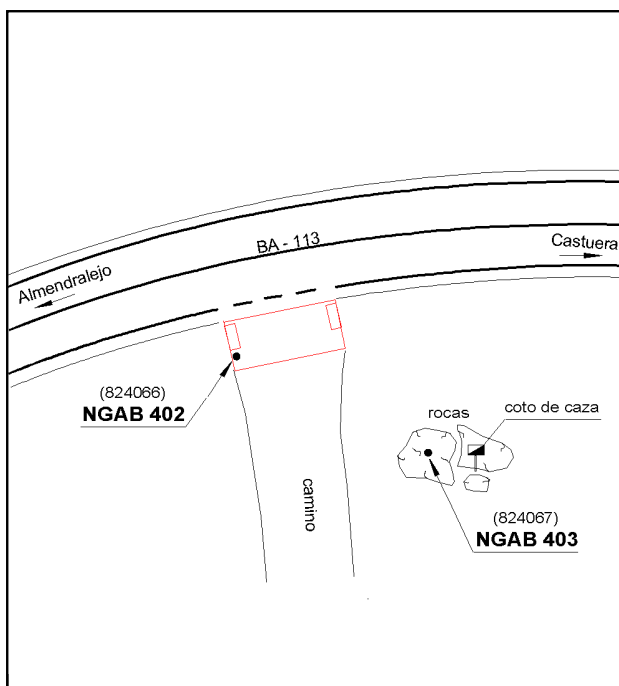 BA - 113
Castuera
Almendralejo
(824066)
NGAB 402
rocas
coto de caza
camino
(824067)
NGAB 403